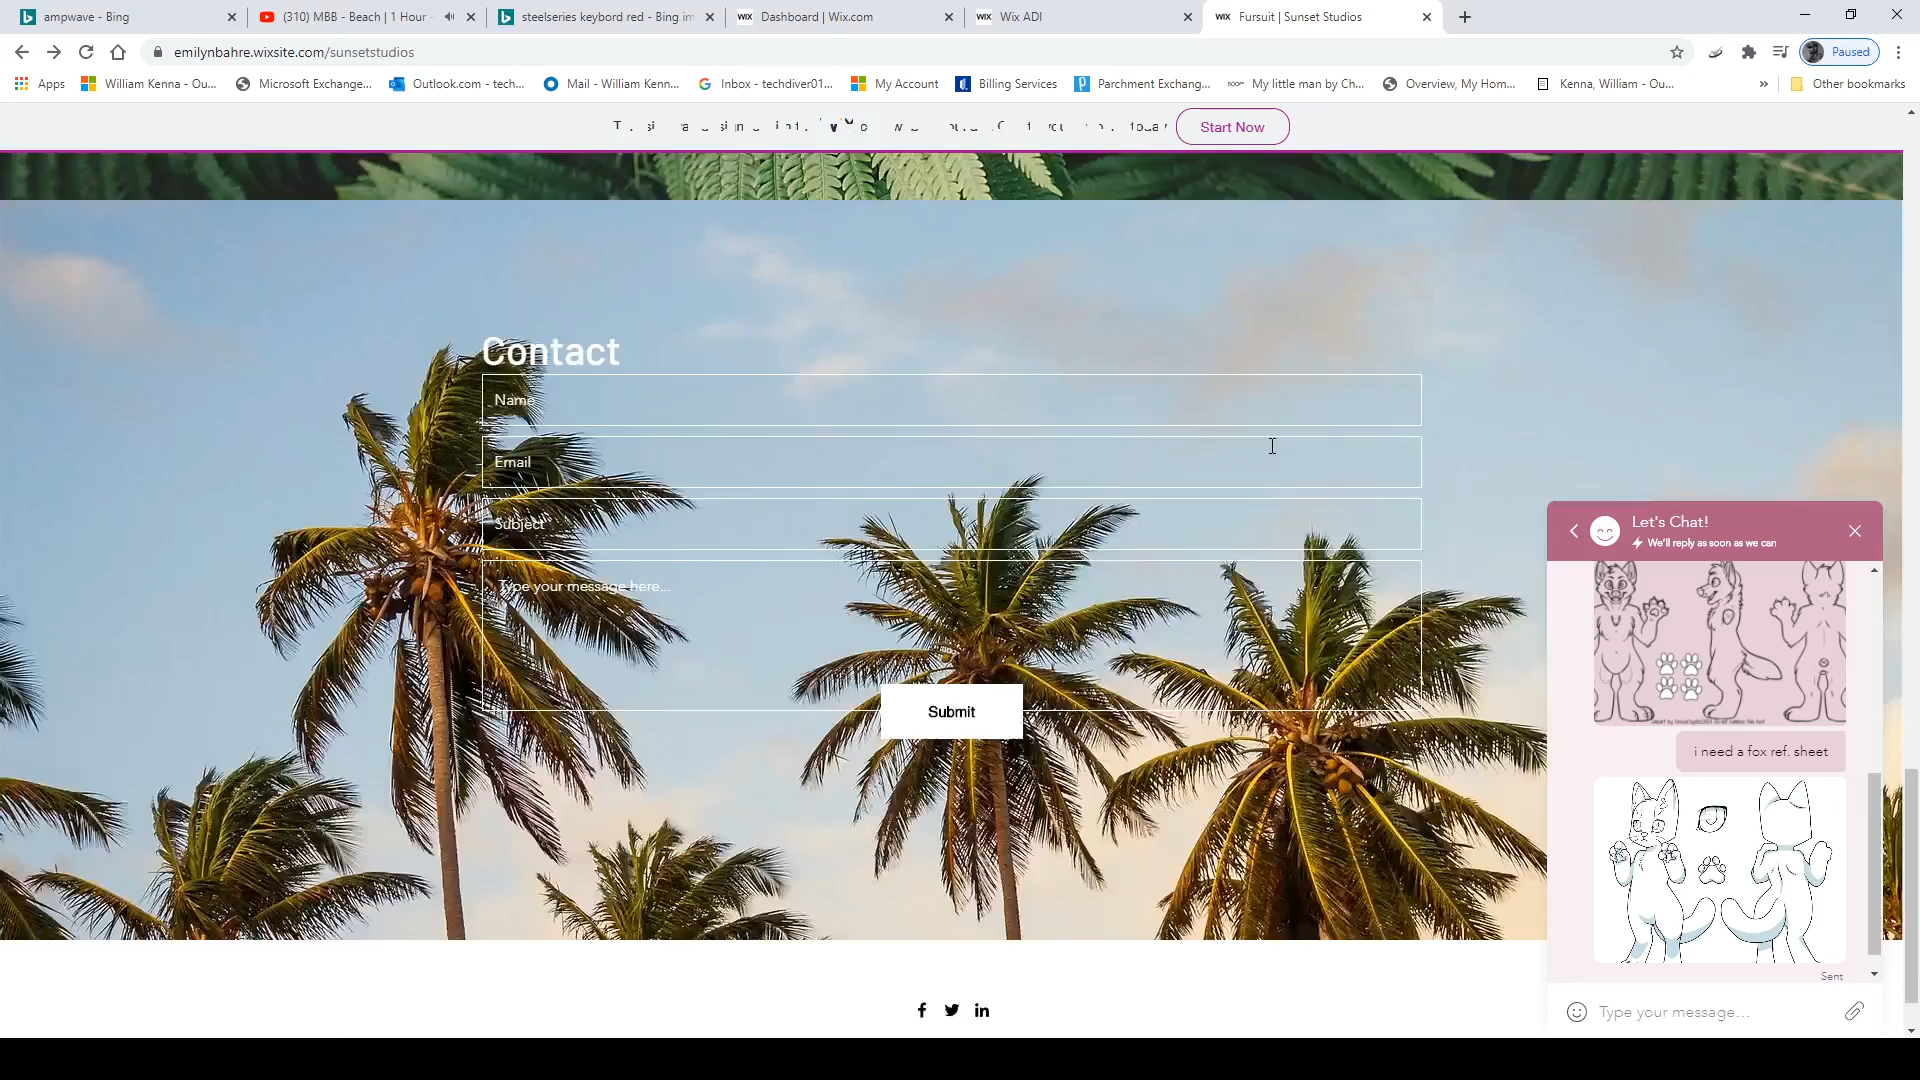 ampwave - Bing
(310) MBB - Beach | 1 Hour
steelseries keybord red - Bing im
WIX Dashboard | Wix.com
WIX Wix ADI
WIX Fursuit | Sunset Studios
emilynbahre.wixsite.com/sunsetstudios
Paused
Apps
William Kenna - Ou...
Microsoft Exchange...
Outlook.com - tech...
Mail - William Kenn...
Inbox - techdiver01...
My Account
Billing Services
Parchment Exchang...
My little man by Ch...
Overview, My Hom...
Kenna, William - Ou...
»
Other bookmarks
Start Now
Contact
Name
Email
Subject
Type your message here...
Submit
Let's Chat!
We'll reply as soon as we can
i need a fox ref. sheet
Sent
Type your message...